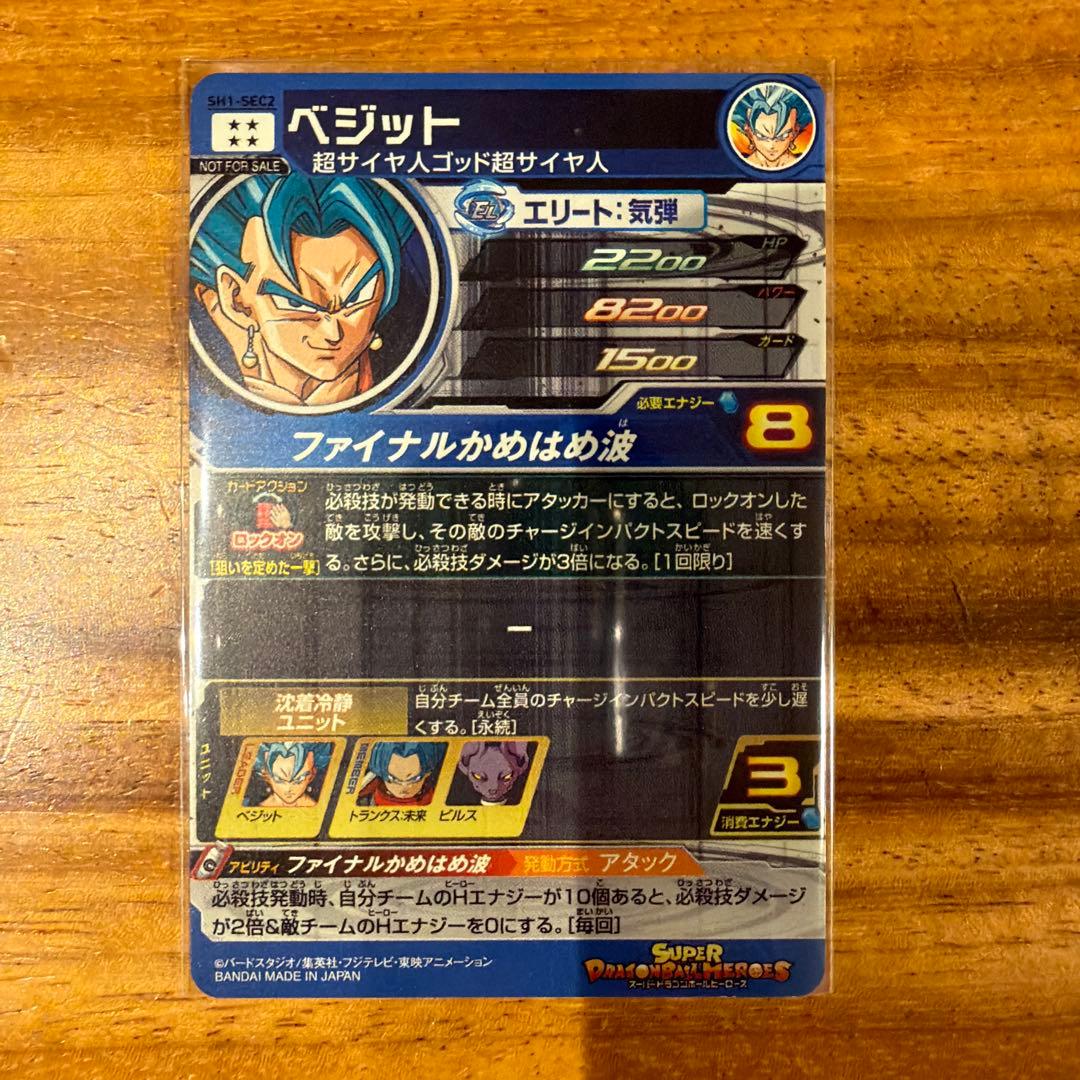 SH1-SEC2
ベジット
NOT FOR SALE
超サイヤ人ゴッド超サイヤ人
EL エリート:気弾
HP
2200
パワー
8200
ガード
1500
必要エナジー
8
ファイナルかめはめ波
カードアクション
ロックオン
[狙いを定めた一撃]
必殺技が発動できる時にアタッカーにすると、ロックオンした
敵を攻撃し、その敵のチャージインパクトスピードを速くす
る。さらに、必殺技ダメージが3倍になる。[1回限り]
ー
ユニット
沈着冷静
ユニット
自分チーム全員のチャージインパクトスピードを少し遅
くする。[永続]
LEADER
ベジット
MEMBER
トランクス:未来
ビルス
3
消費エナジー
アビリティ ファイナルかめはめ波 発動方式 アタック
必殺技発動時、自分チームのHエナジーが10個あると、必殺技ダメージ
が2倍&敵チームのHエナジーを0にする。[毎回]
©バードスタジオ/集英社・フジテレビ・東映アニメーション
BANDAI MADE IN JAPAN
SUPER
DRAGONBALL HEROES
スーパードラゴンボールヒーローズ